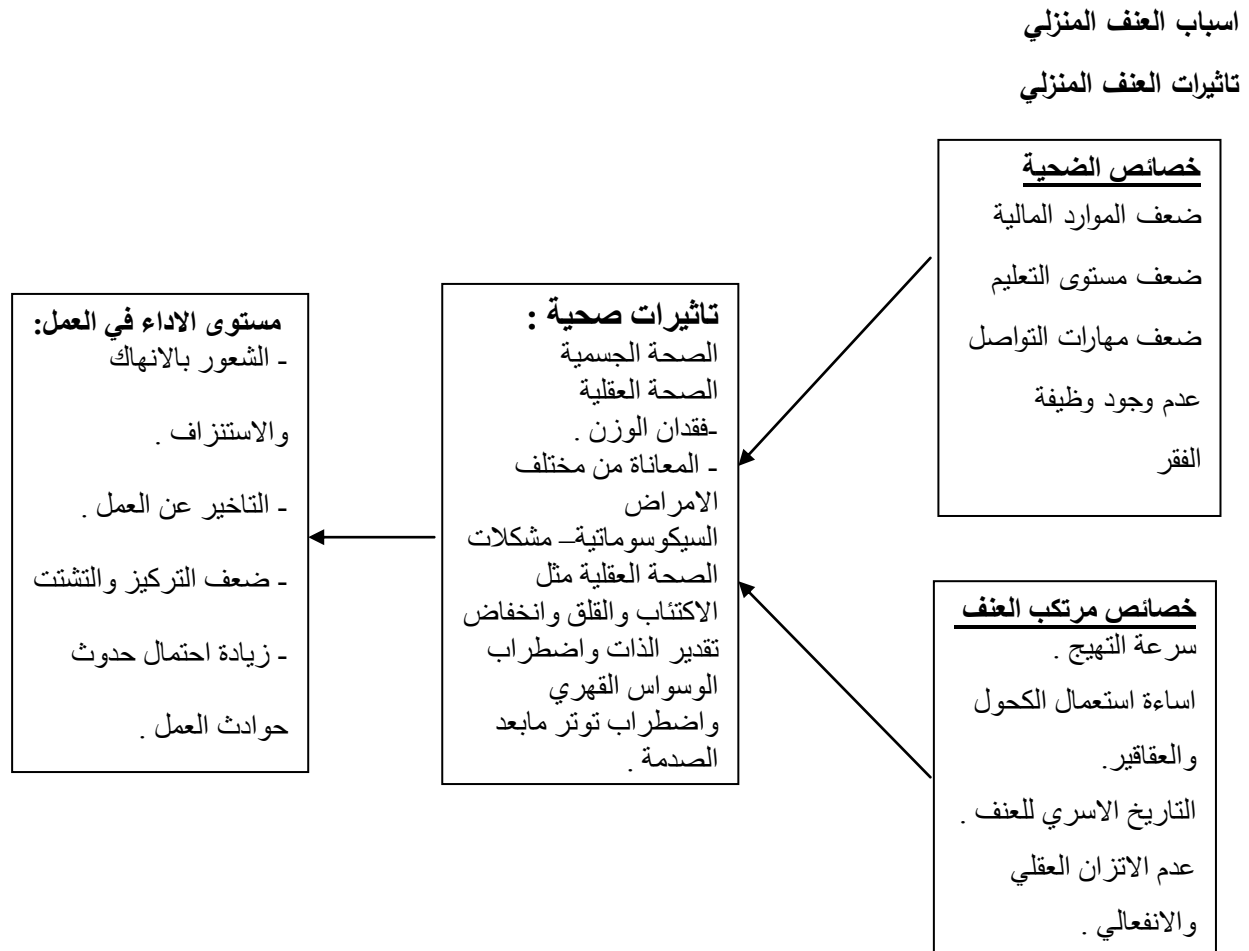 اسباب العنف المنزلي
تاثيرات العنف المنزلي
خصائص الضحية
ضعف الموارد المالية
ضعف مستوى التعليم
ضعف مهارات التواصل
عدم وجود وظيفة
الفقر
خصائص مرتكب العنف
سرعة التهيج .
اساءة استعمال الكحول
والعقاقير.
التاريخ الاسري للعنف .
عدم الاتزان العقلي
والانفعالي .
تاثيرات صحية :
الصحة الجسمية
الصحة العقلية
-فقدان الوزن .
- المعاناة من مختلف
الامراض
السيكوسوماتية– مشكلات
الصحة العقلية مثل
الاكتئاب والقلق وانخفاض
تقدير الذات واضطراب
الوسواس القهري
واضطراب توتر مابعد
الصدمة .
مستوى الاداء في العمل:
- الشعور بالانهاك
والاستنزاف .
- التاخير عن العمل .
- ضعف التركيز والتشتت
- زيادة احتمال حدوث
حوادث العمل .